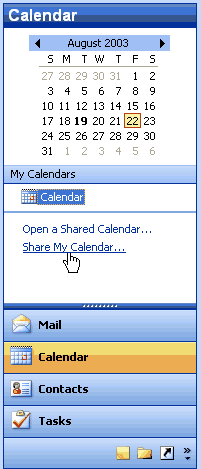 Calendar
August 2003
S M T W T F S
27 28 29 30 31 1 2
3 4 5 6 7 8 9
10 11 12 13 14 15 16
17 18 19 20 21 22 23
24 25 26 27 28 29 30
31 1 2 3 4 5 6
My Calendars
Calendar
Open a Shared Calendar...
Share My Calendar...
Mail
Calendar
Contacts
Tasks